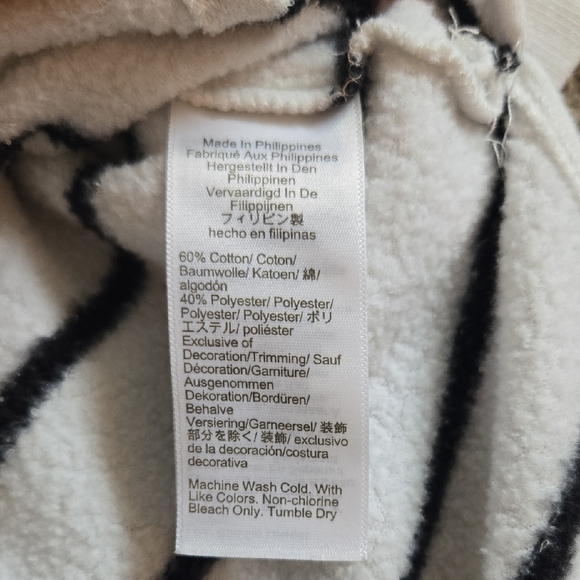 Made In Philippines
Fabriqué Aux Philippines
Hergestellt In Den
Philippinen
Vervaardigd In De
Filippijnen
フィリピン製
hecho en filipinas
60% Cotton/ Coton/
Baumwolle/ Katoen/ 綿/
algodón
40% Polyester/ Polyester/
Polyester/ Polyester/ ポリ
エステル/ poliéster
Exclusive of
Decoration/Trimming/ Sauf
Décoration/Garniture/
Ausgenommen
Dekoration/Bordüren/
Behalve
Versiering/Garneersel/ 装飾
部分を除く/ 装飾/ exclusivo
de la decoración/costura
decorativa
Machine Wash Cold. With
Like Colors. Non-chlorine
Bleach Only. Tumble Dry